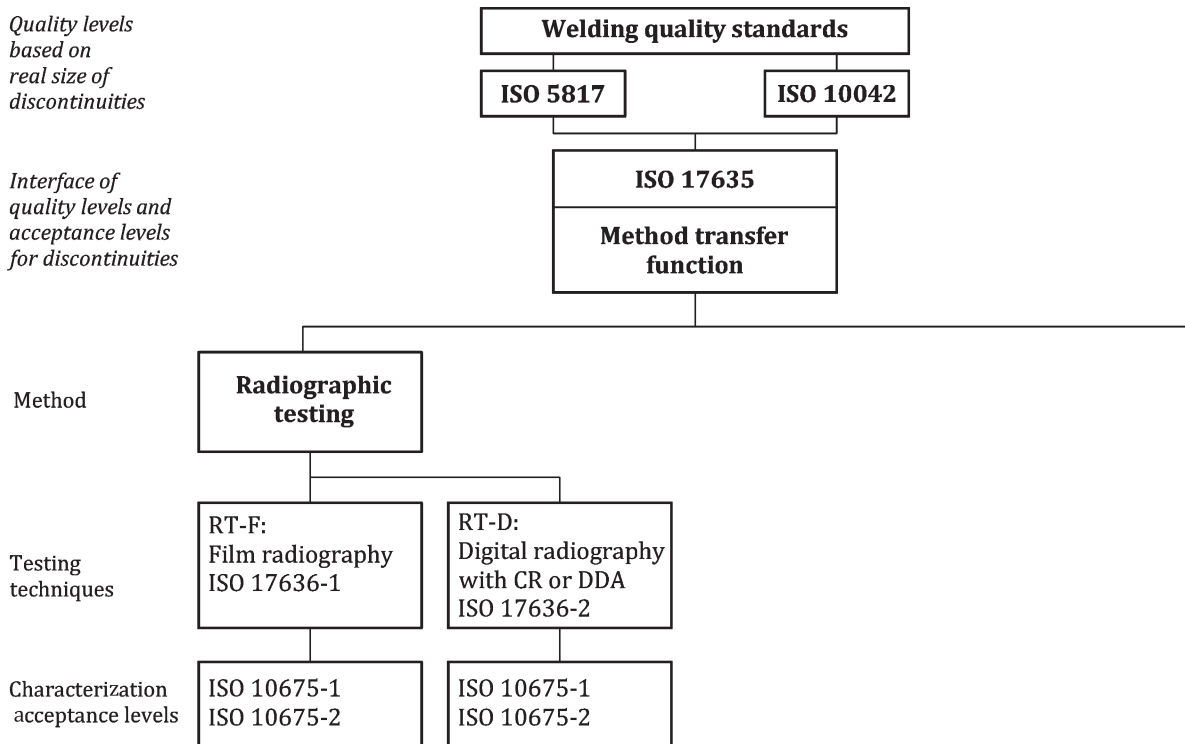 Quality levels
based on
real size of
discontinuities
Welding quality standards
ISO 5817
ISO 10042
Interface of
quality levels and
acceptance levels
for discontinuities
ISO 17635
Method transfer
function
Method
Radiographic
testing
Testing
techniques
RT-F:
Film radiography
ISO 17636-1
RT-D:
Digital radiography
with CR or DDA
ISO 17636-2
Characterization
acceptance levels
ISO 10675-1
ISO 10675-2
ISO 10675-1
ISO 10675-2